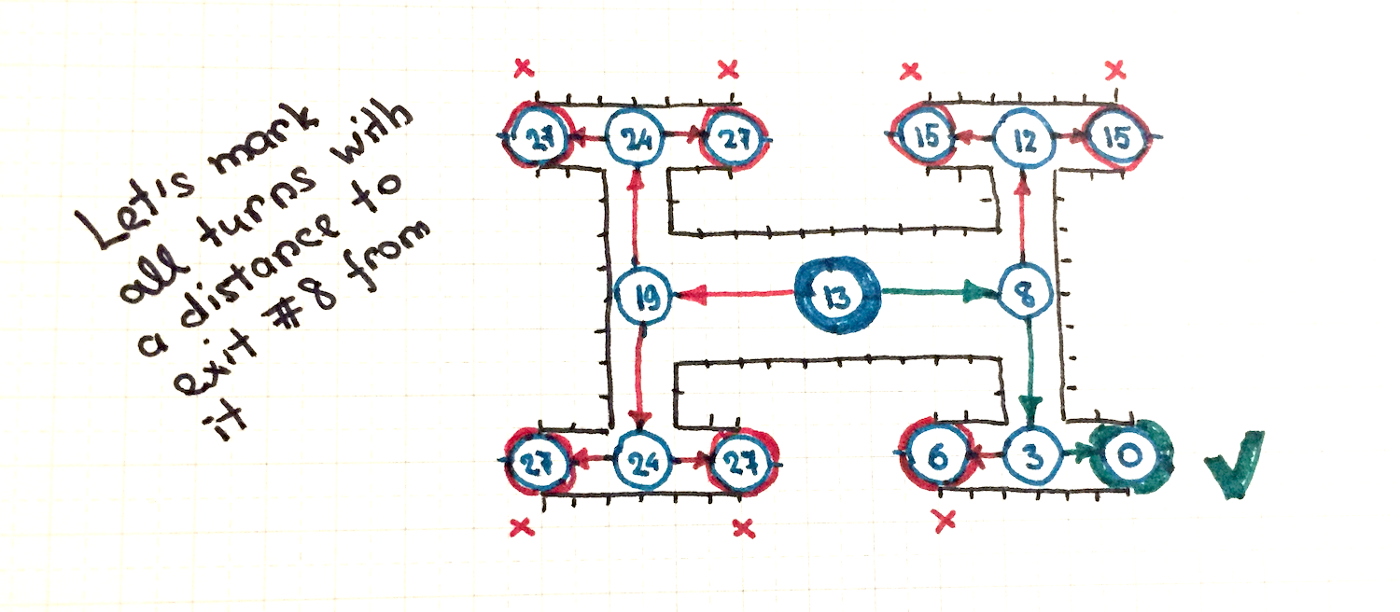 Let's mark
all turns with
a distance to
exit #8 from
it
x x x x
27 24 27 15 12 15
19 13 8
27 24 27 6 3 0
x x x